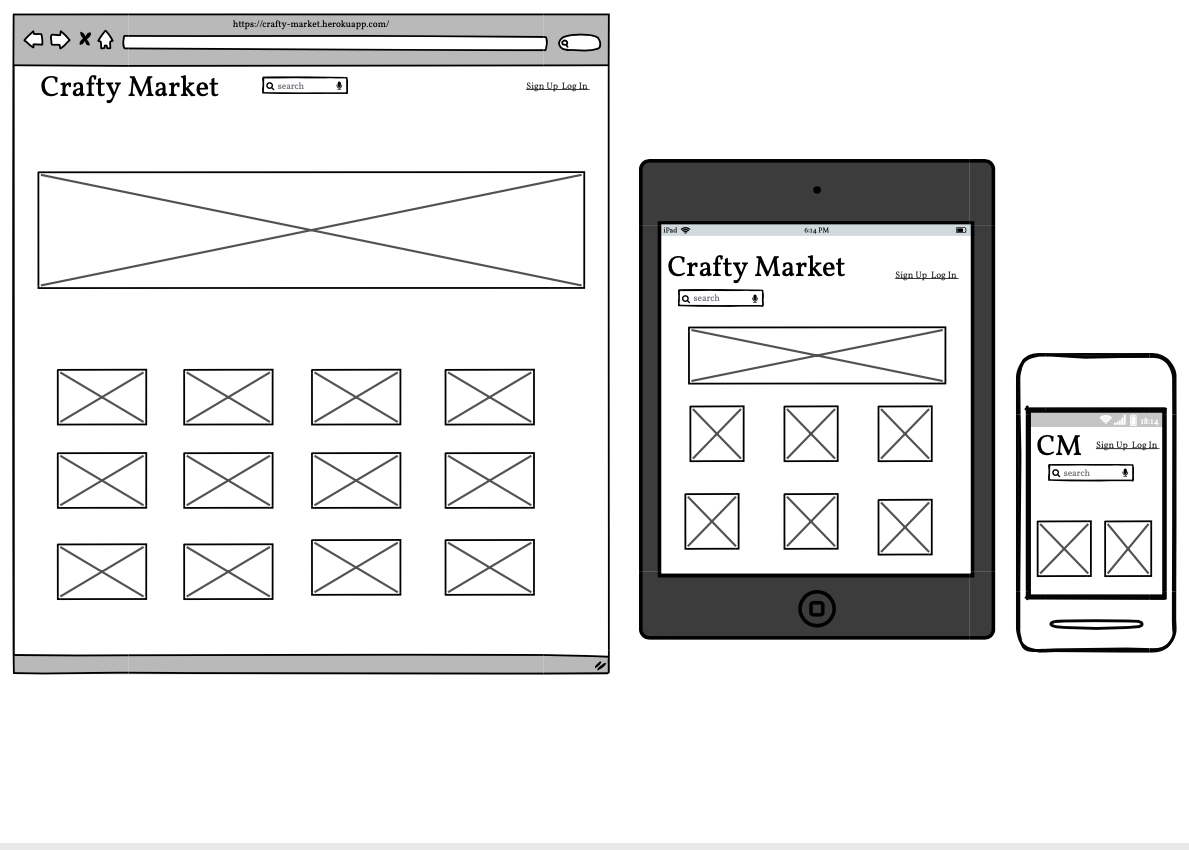 https://crafty-market.herokuapp.com/
Crafty Market
search
Sign Up Log In
iPad
6:14 PM
Crafty Market
Sign Up Log In
search
18:14
CM
Sign Up Log In
search